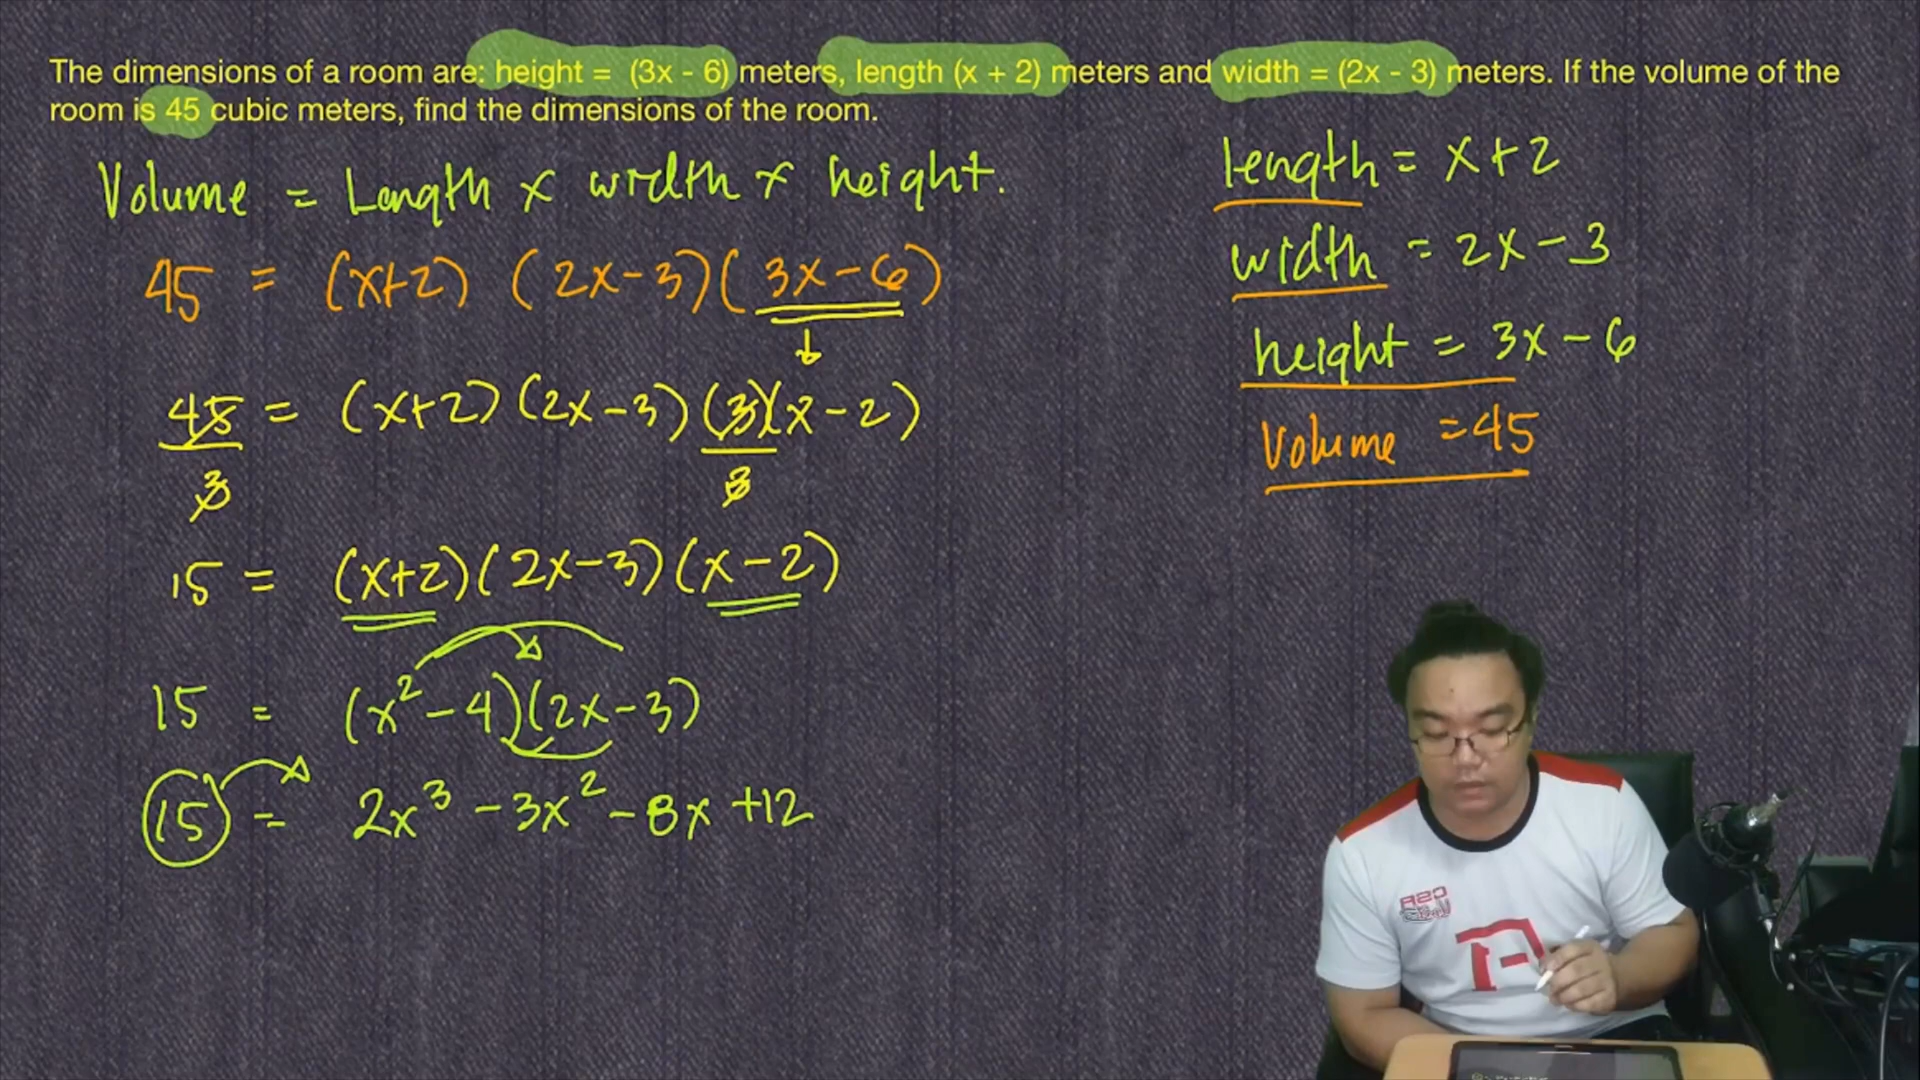 The dimensions of a room are: height = (3x - 6) meters, length (x + 2) meters and width = (2x - 3) meters. If the volume of the
room is 45 cubic meters, find the dimensions of the room.
Volume = Length x width x height.
45 = (x+2) (2x-3)(3x-6)
45/3 = (x+2)(2x-3)(3)(x-2)/3
15 = (x+2)(2x-3)(x-2)
15 = (x²-4)(2x-3)
15 = 2x³ - 3x² - 8x + 12
length = x+2
width = 2x-3
height = 3x-6
Volume = 45